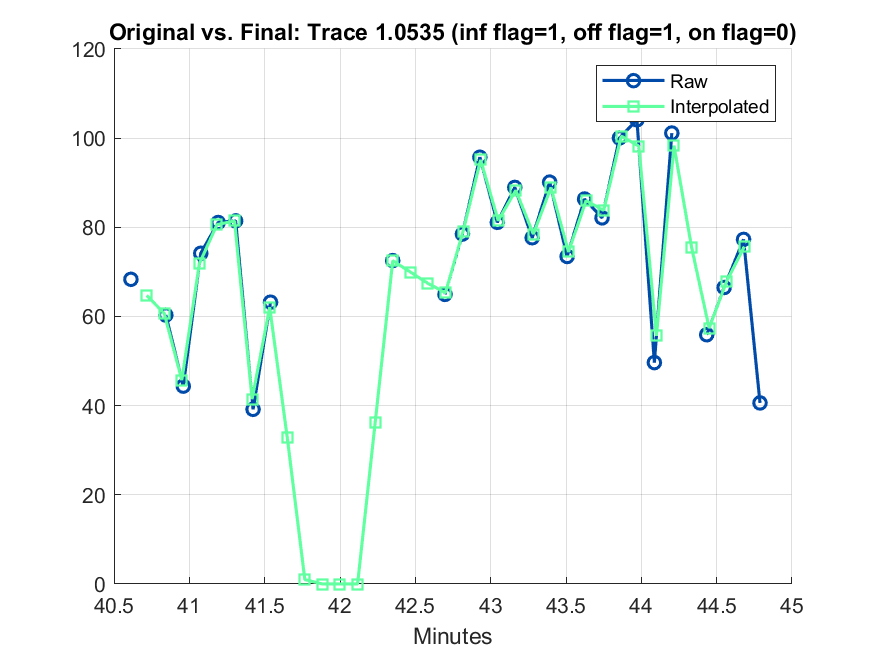 Original vs. Final: Trace 1.0535 (inf flag=1, off flag=1, on flag=0)
120
100
80
60
40
20
0
Raw
Interpolated
40.5 41 41.5 42 42.5 43 43.5 44 44.5 45
Minutes